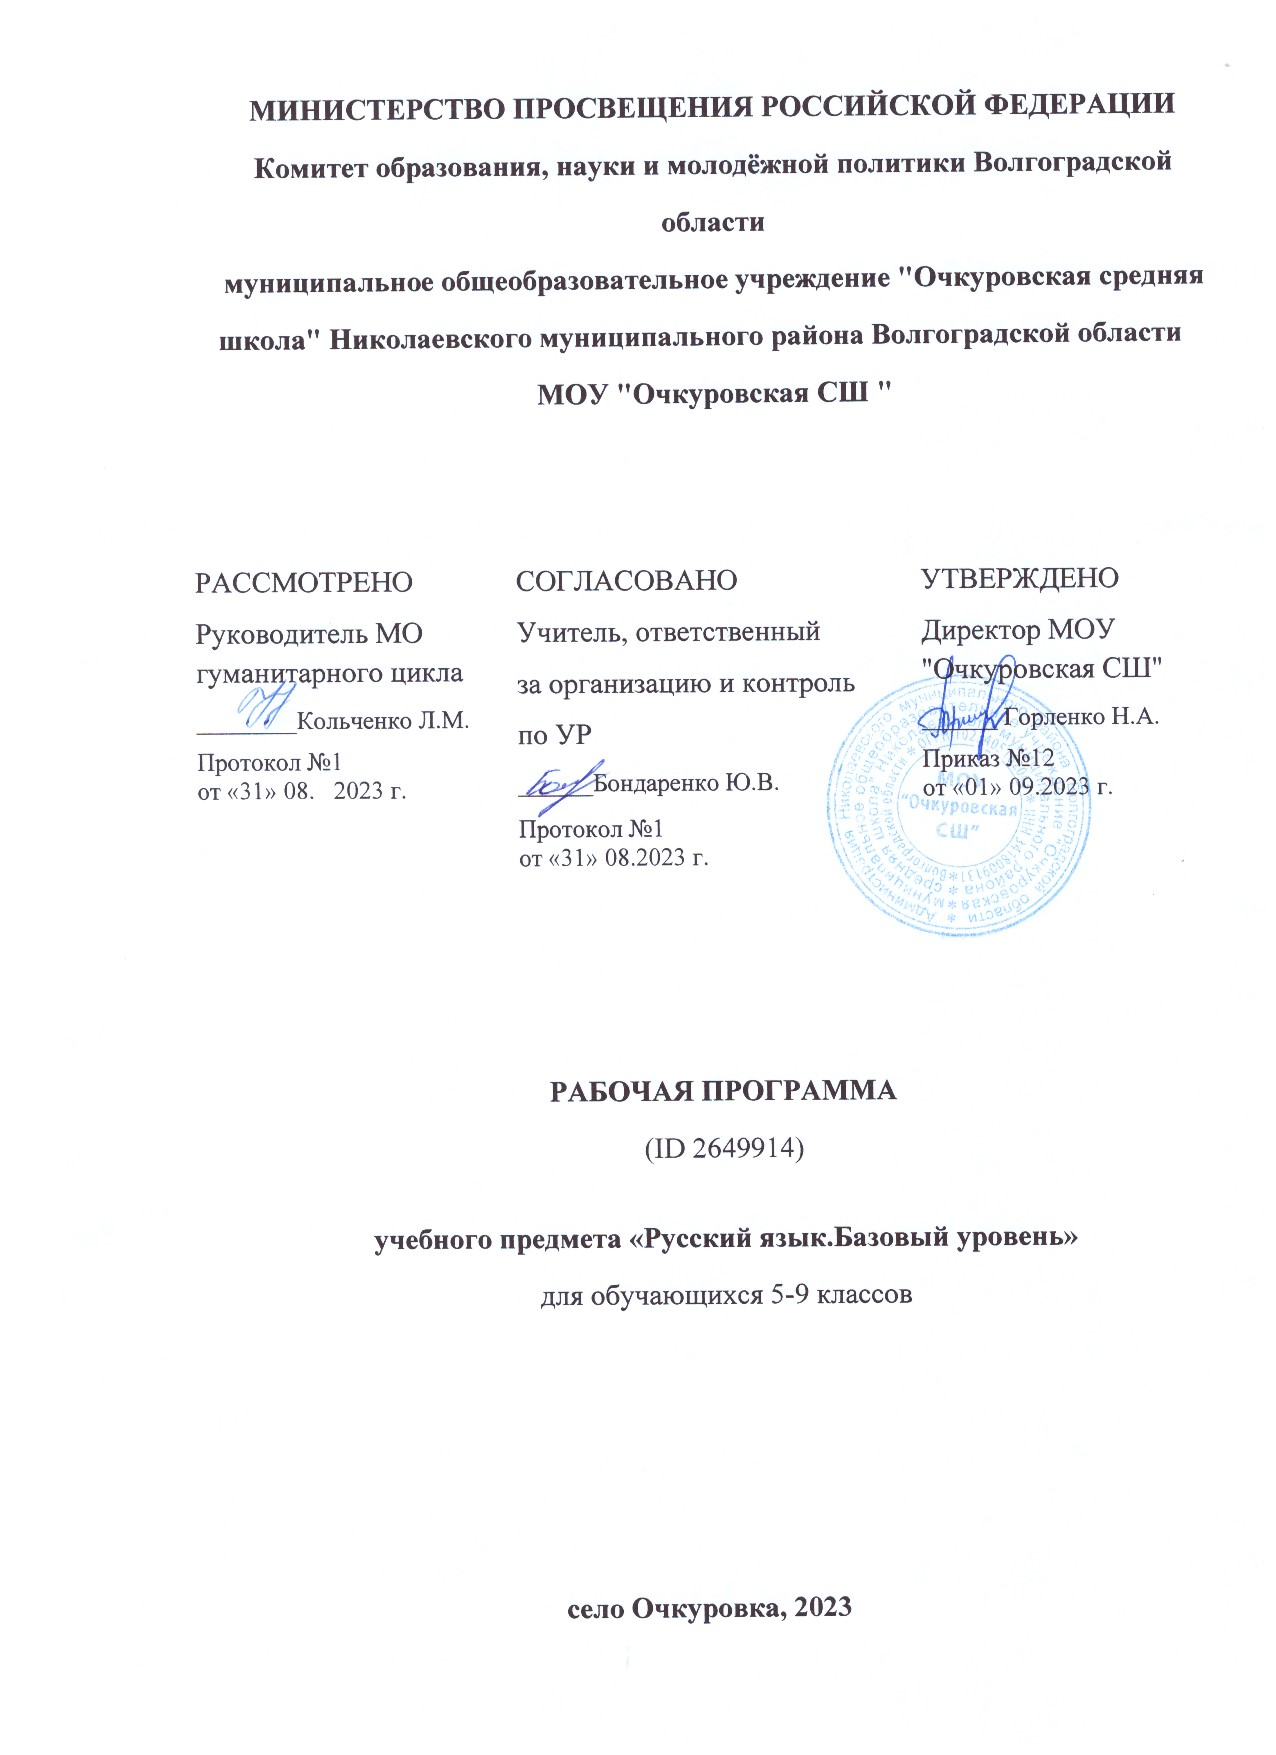 МИНИСТЕРСТВО ПРОСВЕЩЕНИЯ РОССИЙСКОЙ ФЕДЕРАЦИИ
Комитет образования, науки и молодёжной политики Волгоградской
области
муниципальное общеобразовательное учреждение "Очкуровская средняя
школа" Николаевского муниципального района Волгоградской области
МОУ "Очкуровская СШ "
РАССМОТРЕНО
Руководитель МО
гуманитарного цикла
Кольченко Л.М.
Протокол №1
от «31» 08. 2023 г.
СОГЛАСОВАНО
Учитель, ответственный
за организацию и контроль
по УР
Бондаренко Ю.В.
Протокол №1
от «31» 08.2023 г.
УТВЕРЖДЕНО
Директор МОУ
"Очкуровская СШ"
Горленко Н.А.
Приказ №12
от «01» 09.2023 г.
МОУ
"Очкуровская
СШ"
РАБОЧАЯ ПРОГРАММА
(ID 2649914)
учебного предмета «Русский язык.Базовый уровень»
для обучающихся 5-9 классов
село Очкуровка, 2023